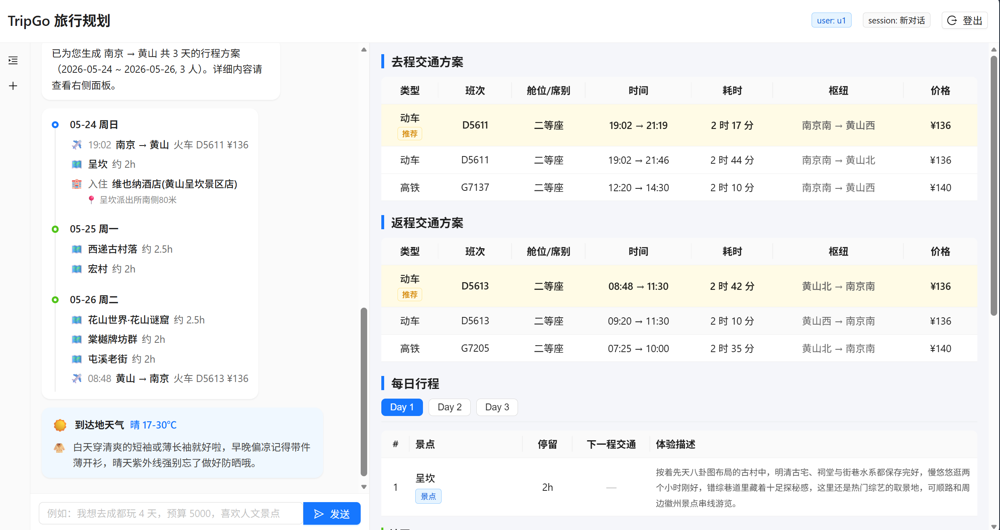 TripGo 旅行规划
user: u1
session: 新对话
登出
已为您生成 南京 → 黄山 共 3 天的行程方案
（2026-05-24 ~ 2026-05-26, 3 人）。详细内容请
查看右侧面板。
05-24 周日
19:02 南京 → 黄山 火车 D5611 ¥136
呈坎 约 2h
入住 维也纳酒店(黄山呈坎景区店)
呈坎派出所南侧80米
05-25 周一
西递古村落 约 2.5h
宏村 约 2h
05-26 周二
花山世界·花山谜窟 约 2.5h
棠樾牌坊群 约 2h
屯溪老街 约 2h
08:48 黄山 → 南京 火车 D5613 ¥136
到达地天气 晴 17-30°C
白天穿清爽的短袖或薄长袖就好啦，早晚偏凉记得带件
薄开衫，晴天紫外线强别忘了做好防晒哦。
例如：我想去成都玩 4 天，预算 5000，喜欢人文景点
发送
去程交通方案
类型 班次 舱位/席别 时间 耗时 枢纽 价格
动车 推荐 D5611 二等座 19:02 → 21:19 2 时 17 分 南京南 → 黄山西 ¥136
动车 D5611 二等座 19:02 → 21:46 2 时 44 分 南京南 → 黄山北 ¥136
高铁 G7137 二等座 12:20 → 14:30 2 时 10 分 南京南 → 黄山西 ¥140
返程交通方案
类型 班次 舱位/席别 时间 耗时 枢纽 价格
动车 推荐 D5613 二等座 08:48 → 11:30 2 时 42 分 黄山北 → 南京南 ¥136
动车 D5613 二等座 09:20 → 11:30 2 时 10 分 黄山西 → 南京南 ¥136
高铁 G7205 二等座 07:25 → 10:00 2 时 35 分 黄山北 → 南京南 ¥140
每日行程
Day 1 Day 2 Day 3
# 景点 停留 下一程交通 体验描述
1 呈坎 景点 2h —
按着先天八卦图布局的古村中，明清古宅、祠堂与街巷水系都保存完好，慢悠悠逛两
个小时刚好，错综巷道里藏着十足探秘感，这里还是热门综艺的取景地，可顺路和周
边徽州景点串线游览。